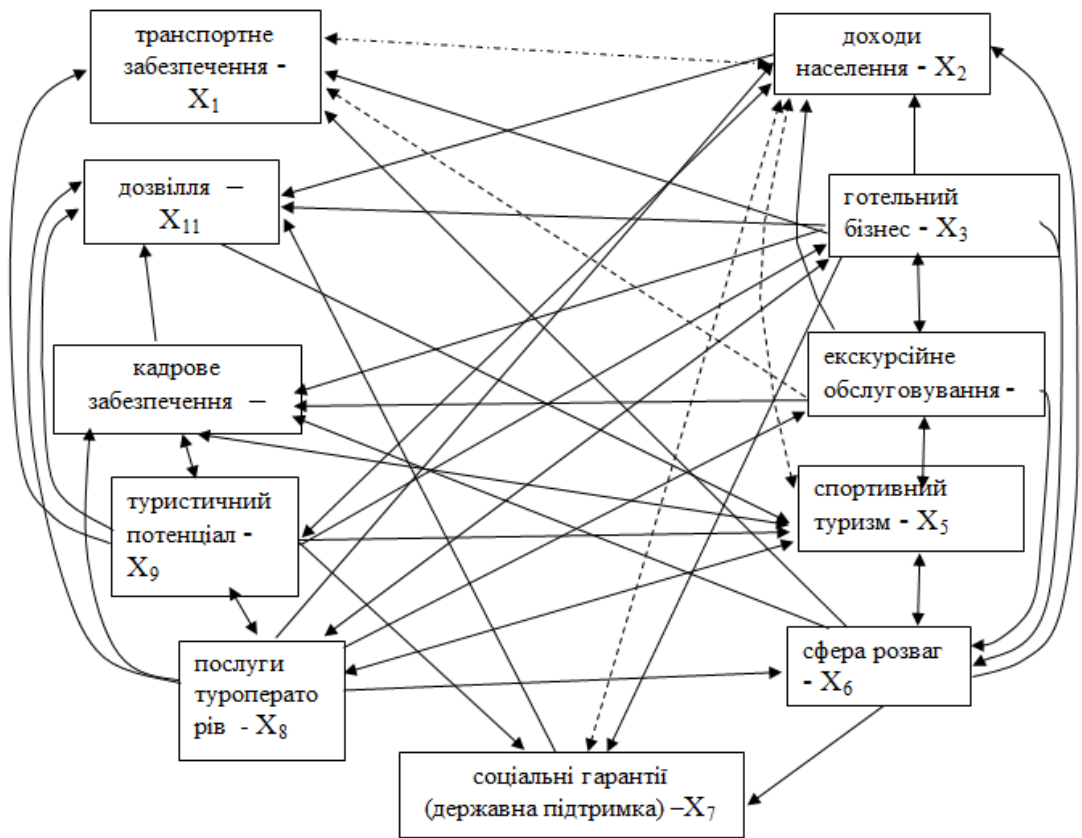 транспортне
забезпечення -
X1
доходи
населення - X2
дозвілля –
X11
готельний
бізнес - X3
кадрове
забезпечення –
екскурсійне
обслуговування -
туристичний
потенціал -
X9
спортивний
туризм - X5
послуги
туроперато
рів - X8
сфера розваг
- X6
соціальні гарантії
(державна підтримка) –X7